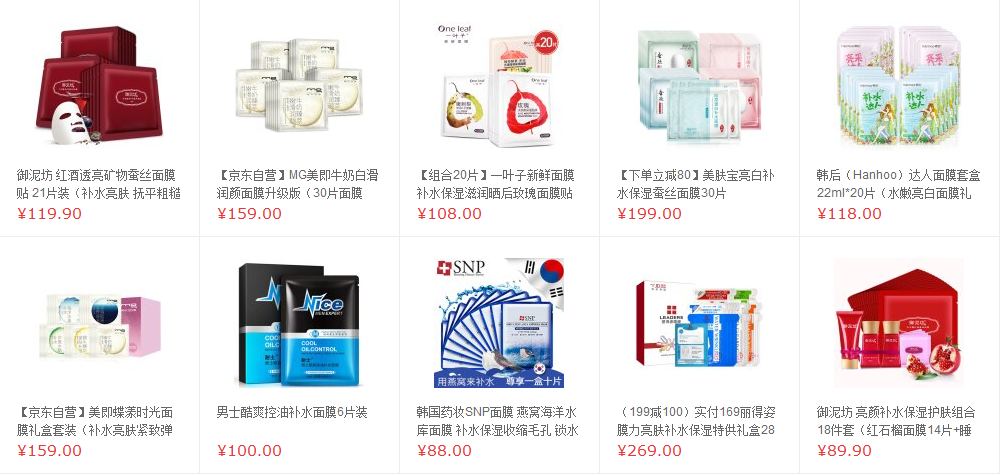 One leaf
一叶子
20
SNP
Nice
MEN EXPERT
COOL
OILCONTROL
LEADERS
补水
达人
用燕窝来补水
尊享一盒十片
御泥坊 红酒透亮矿物蚕丝面膜
贴 21片装（补水亮肤 抚平粗糙
¥119.90
【京东自营】MG美即牛奶白滑
润颜面膜升级版（30片面膜
¥159.00
【组合20片】一叶子新鲜面膜
补水保湿滋润晒后玫瑰面膜贴
¥108.00
【下单立减80】美肤宝亮白补
水保湿蚕丝面膜30片
¥199.00
韩后（Hanhoo）达人面膜套盒
22ml*20片（水嫩亮白面膜礼
¥118.00
【京东自营】美即蝶萘时光面
膜礼盒套装（补水亮肤紧致弹
¥159.00
男士酷爽控油补水面膜6片装
¥100.00
韩国药妆SNP面膜 燕窝海洋水
库面膜 补水保湿收缩毛孔 锁水
¥88.00
（199减100）实付169丽得姿
膜力亮肤补水保湿特供礼盒28
¥269.00
御泥坊 亮颜补水保湿护肤组合
18件套（红石榴面膜14片+睡
¥89.90